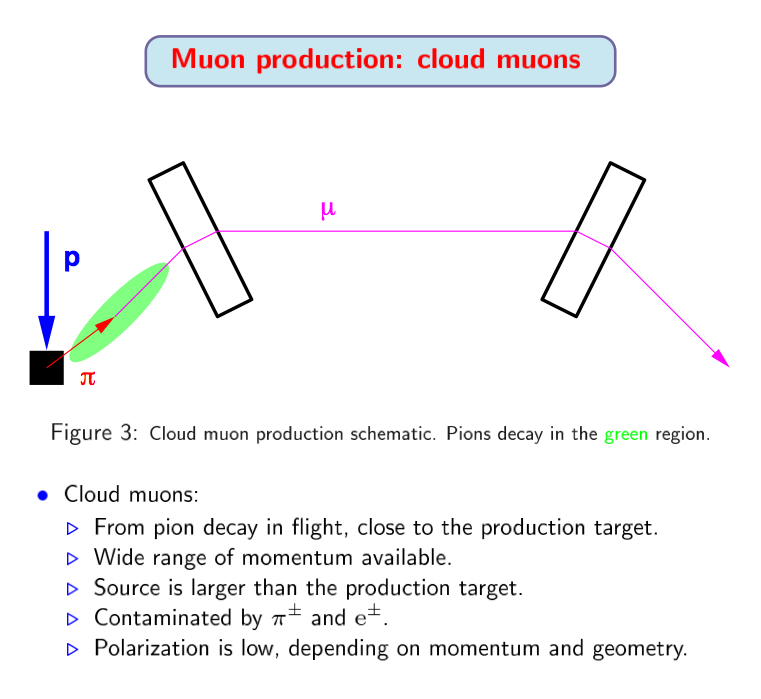 Muon production: cloud muons
μ
p
π
Figure 3: Cloud muon production schematic. Pions decay in the green region.
• Cloud muons:
▷ From pion decay in flight, close to the production target.
▷ Wide range of momentum available.
▷ Source is larger than the production target.
▷ Contaminated by π± and e±.
▷ Polarization is low, depending on momentum and geometry.